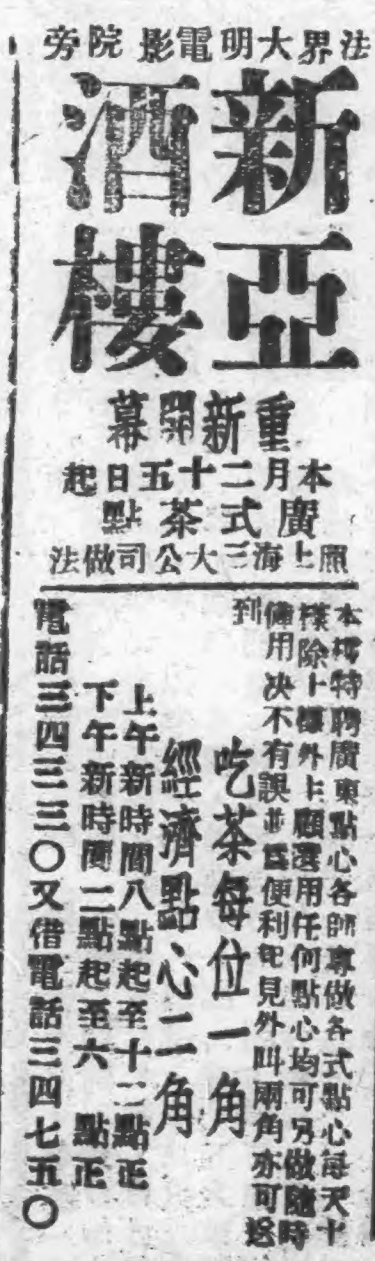 法界大明電影院旁
新亞
酒樓
重新開幕
本月二十五日起
廣式茶點
照上海三大公司做法
本樓特聘廣東點心各師專做各式點心每天十
樣除十樣外主顧選用任何點心均可另做隨時
備用决不有誤並爲便利起見外叫兩角亦可送
到
吃茶每位一角
經濟點心二角
上午新時間八點起至十二點正
下午新時間二點起至六點正
電話三四三三〇又借電話三四七五〇